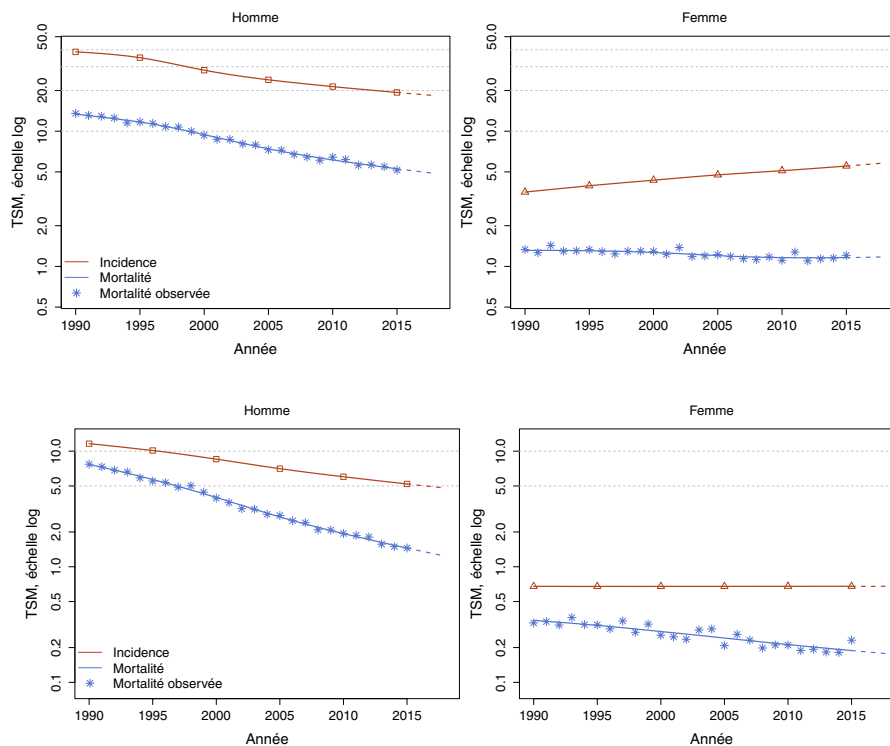 Homme
TSM, échelle log
50.0
20.0
10.0
5.0
2.0
1.0
0.5
Incidence
Mortalité
Mortalité observée
1990 1995 2000 2005 2010 2015
Année
Femme
TSM, échelle log
50.0
20.0
10.0
5.0
2.0
1.0
0.5
1990 1995 2000 2005 2010 2015
Année
Homme
TSM, échelle log
10.0
5.0
2.0
1.0
0.5
0.2
0.1
Incidence
Mortalité
Mortalité observée
1990 1995 2000 2005 2010 2015
Année
Femme
TSM, échelle log
10.0
5.0
2.0
1.0
0.5
0.2
0.1
1990 1995 2000 2005 2010 2015
Année